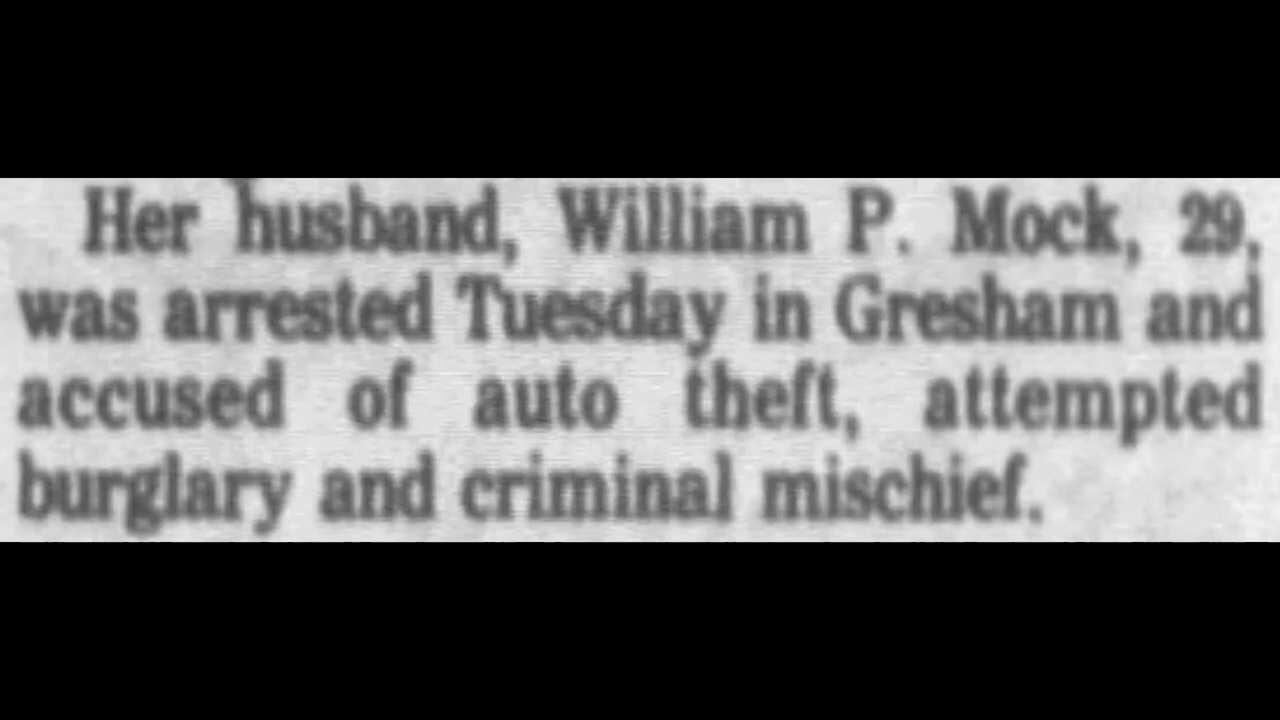 Her husband, William P. Mock, 29,
was arrested Tuesday in Gresham and
accused of auto theft, attempted
burglary and criminal mischief.